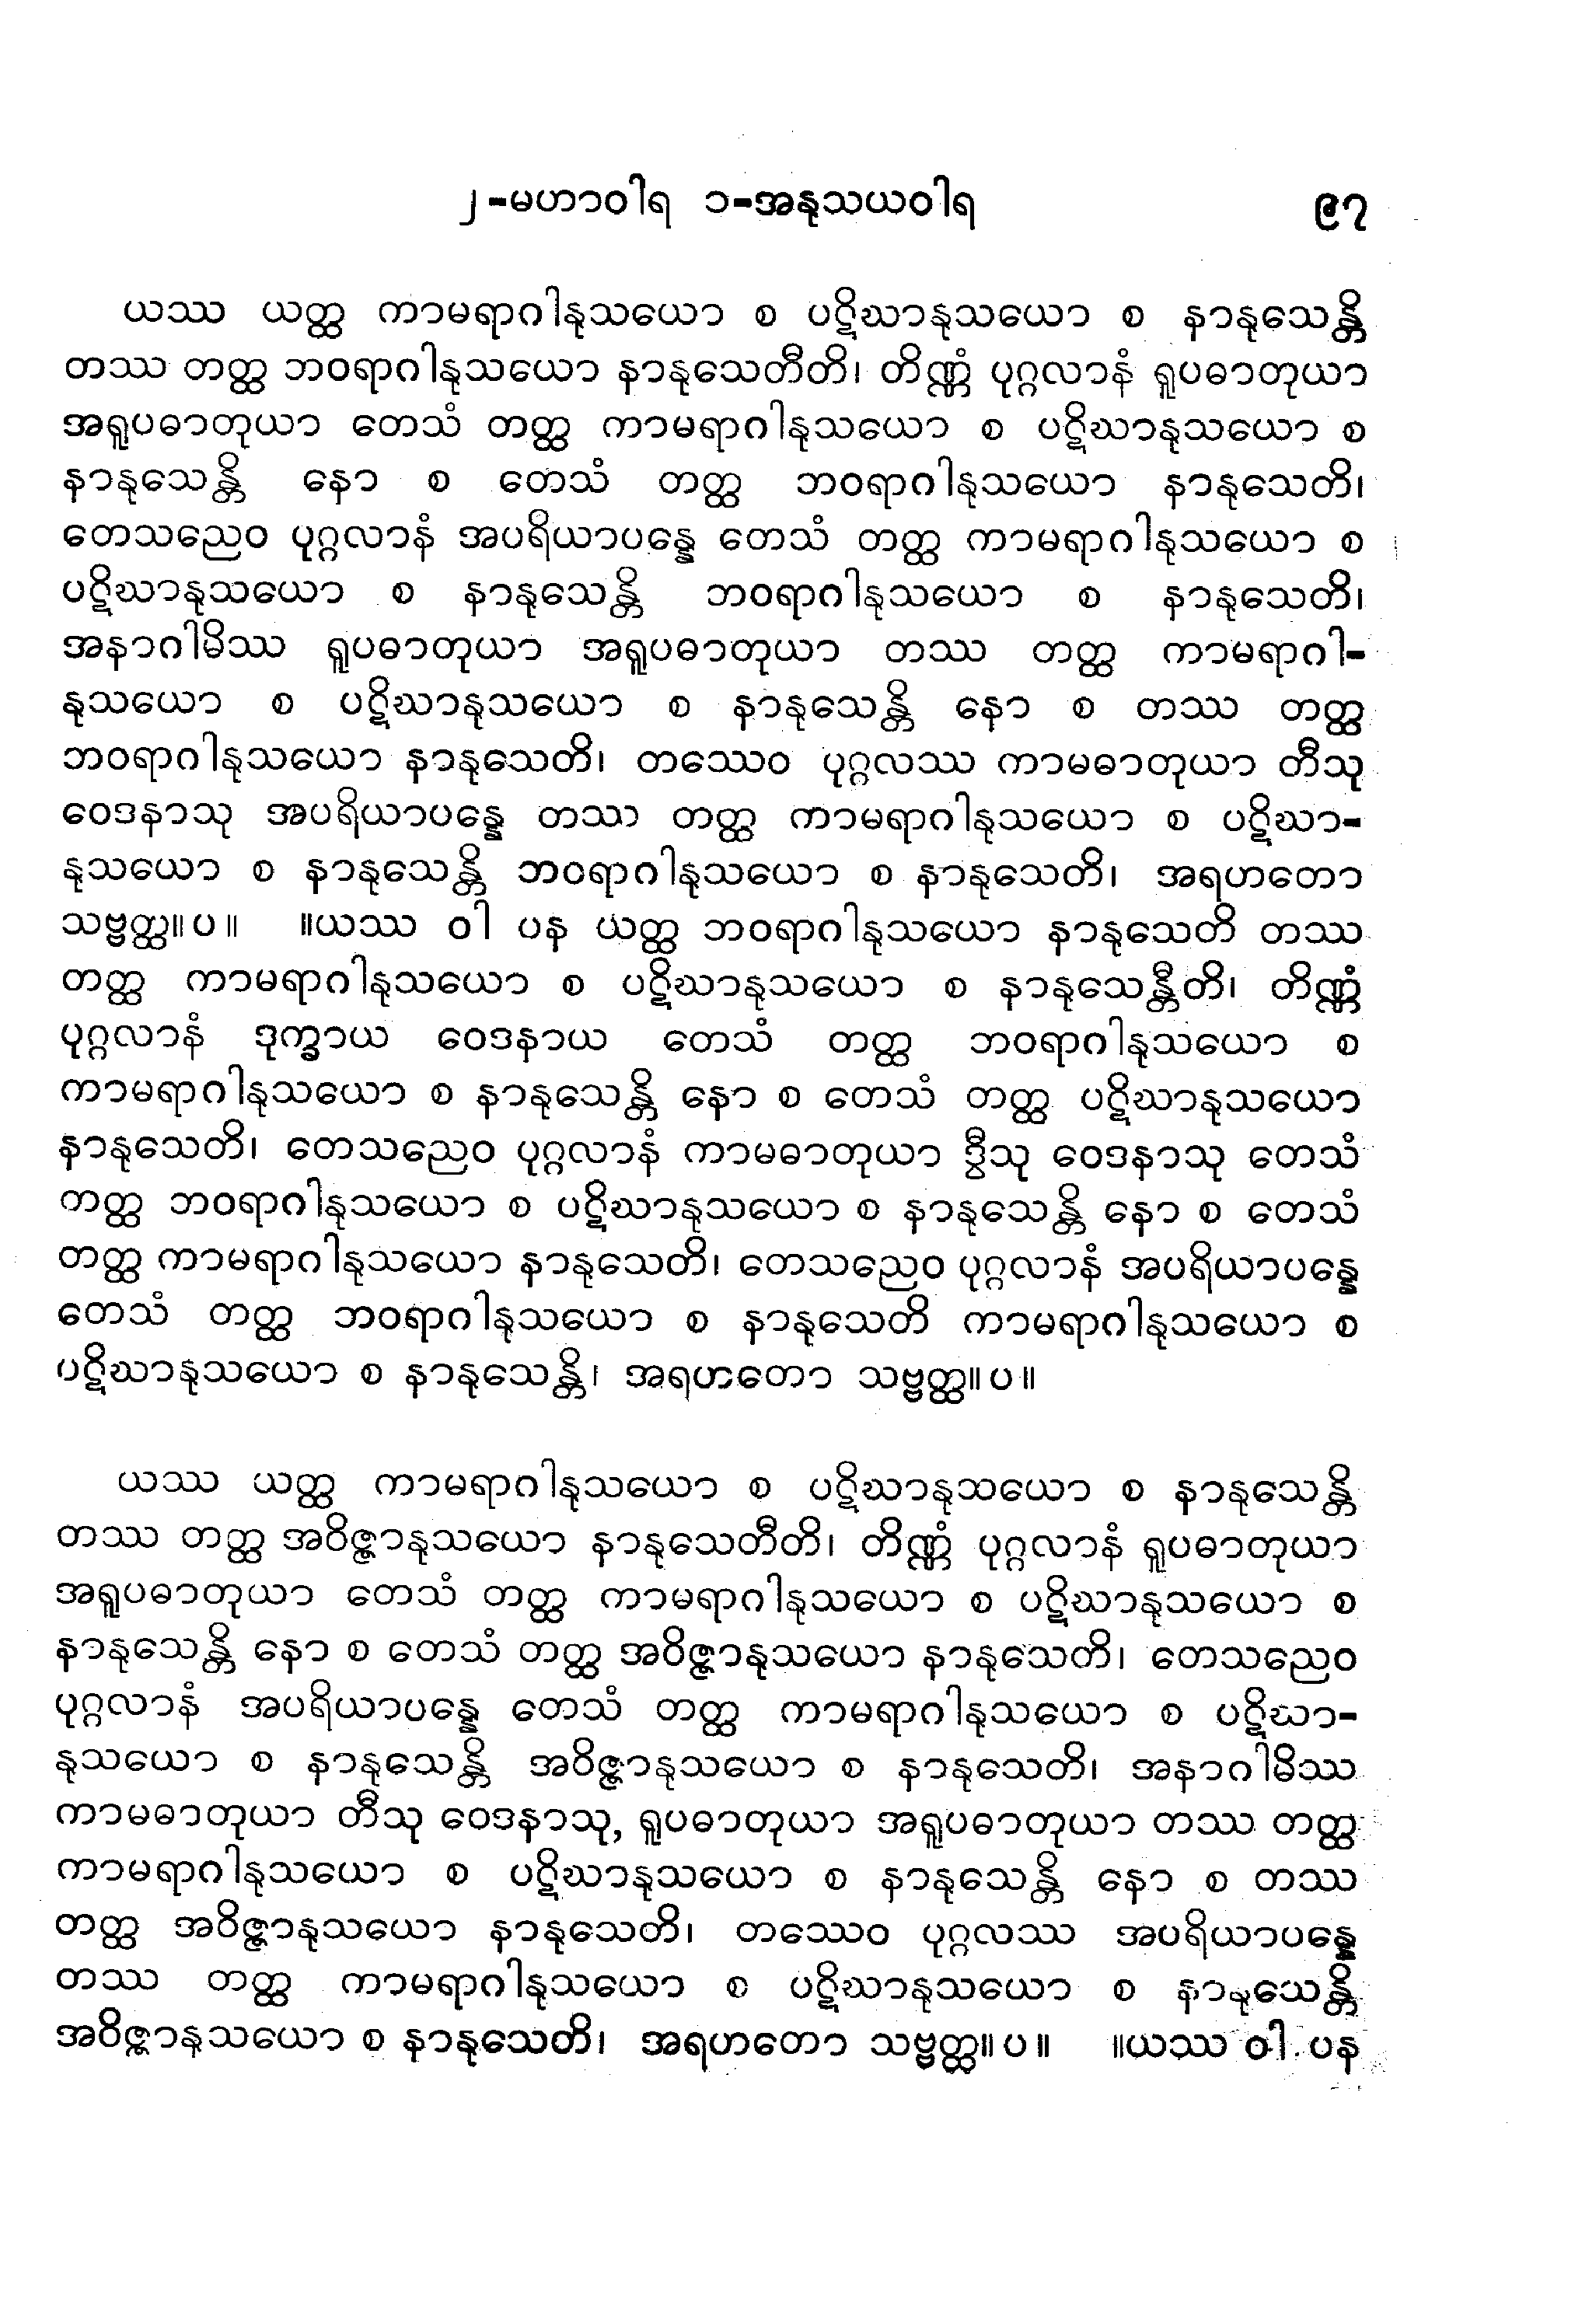 ၂-မဟာဝါရ ၁-အနုသယဝါရ ၉၇
ယဿ ယတ္ထ ကာမရာဂါနုသယော စ ပဋိဃာနုသယော စ နာနုသေန္တိ
တဿ တတ္ထ ဘဝရာဂါနုသယော နာနုသေတီတိ၊ တိဏ္ဏံ ပုဂ္ဂလာနံ ရူပဓာတုယာ
အရူပဓာတုယာ တေသံ တတ္ထ ကာမရာဂါနုသယော စ ပဋိဃာနုသယော စ
နာနုသေန္တိ နော စ တေသံ တတ္ထ ဘဝရာဂါနုသယော နာနုသေတိ၊
တေသညေဝ ပုဂ္ဂလာနံ အပရိယာပန္နေ တေသံ တတ္ထ ကာမရာဂါနုသယော စ
ပဋိဃာနုသယော စ နာနုသေန္တိ ဘဝရာဂါနုသယော စ နာနုသေတိ၊
အနာဂါမိဿ ရူပဓာတုယာ အရူပဓာတုယာ တဿ တတ္ထ ကာမရာဂါ-
နုသယော စ ပဋိဃာနုသယော စ နာနုသေန္တိ နော စ တဿ တတ္ထ
ဘဝရာဂါနုသယော နာနုသေတိ၊ တဿေဝ ပုဂ္ဂလဿ ကာမဓာတုယာ တီသု
ဝေဒနာသု အပရိယာပန္နေ တဿ တတ္ထ ကာမရာဂါနုသယော စ ပဋိဃာ-
နုသယော စ နာနုသေန္တိ ဘဝရာဂါနုသယော စ နာနုသေတိ၊ အရဟတော
သဗ္ဗတ္ထ။ပ။ ။ယဿ ဝါ ပန ယတ္ထ ဘဝရာဂါနုသယော နာနုသေတိ တဿ
တတ္ထ ကာမရာဂါနုသယော စ ပဋိဃာနုသယော စ နာနုသေန္တီတိ၊ တိဏ္ဏံ
ပုဂ္ဂလာနံ ဒုက္ခာယ ဝေဒနာယ တေသံ တတ္ထ ဘဝရာဂါနုသယော စ
ကာမရာဂါနုသယော စ နာနုသေန္တိ နော စ တေသံ တတ္ထ ပဋိဃာနုသယော
နာနုသေတိ၊ တေသညေဝ ပုဂ္ဂလာနံ ကာမဓာတုယာ ဒွီသု ဝေဒနာသု တေသံ
တတ္ထ ဘဝရာဂါနုသယော စ ပဋိဃာနုသယော စ နာနုသေန္တိ နော စ တေသံ
တတ္ထ ကာမရာဂါနုသယော နာနုသေတိ၊ တေသညေဝ ပုဂ္ဂလာနံ အပရိယာပန္နေ
တေသံ တတ္ထ ဘဝရာဂါနုသယော စ နာနုသေတိ ကာမရာဂါနုသယော စ
ပဋိဃာနုသယော စ နာနုသေန္တိ၊ အရဟတော သဗ္ဗတ္ထ။ပ။
ယဿ ယတ္ထ ကာမရာဂါနုသယော စ ပဋိဃာနုသယော စ နာနုသေန္တိ
တဿ တတ္ထ အဝိဇ္ဇာနုသယော နာနုသေတီတိ၊ တိဏ္ဏံ ပုဂ္ဂလာနံ ရူပဓာတုယာ
အရူပဓာတုယာ တေသံ တတ္ထ ကာမရာဂါနုသယော စ ပဋိဃာနုသယော စ
နာနုသေန္တိ နော စ တေသံ တတ္ထ အဝိဇ္ဇာနုသယော နာနုသေတိ၊ တေသညေဝ
ပုဂ္ဂလာနံ အပရိယာပန္နေ တေသံ တတ္ထ ကာမရာဂါနုသယော စ ပဋိဃာ-
နုသယော စ နာနုသေန္တိ အဝိဇ္ဇာနုသယော စ နာနုသေတိ၊ အနာဂါမိဿ
ကာမဓာတုယာ တီသု ဝေဒနာသု, ရူပဓာတုယာ အရူပဓာတုယာ တဿ တတ္ထ
ကာမရာဂါနုသယော စ ပဋိဃာနုသယော စ နာနုသေန္တိ နော စ တဿ
တတ္ထ အဝိဇ္ဇာနုသယော နာနုသေတိ၊ တဿေဝ ပုဂ္ဂလဿ အပရိယာပန္နေ
တဿ တတ္ထ ကာမရာဂါနုသယော စ ပဋိဃာနုသယော စ နာနုသေန္တိ
အဝိဇ္ဇာနုသယော စ နာနုသေတိ၊ အရဟတော သဗ္ဗတ္ထ။ပ။ ။ယဿ ဝါ ပန